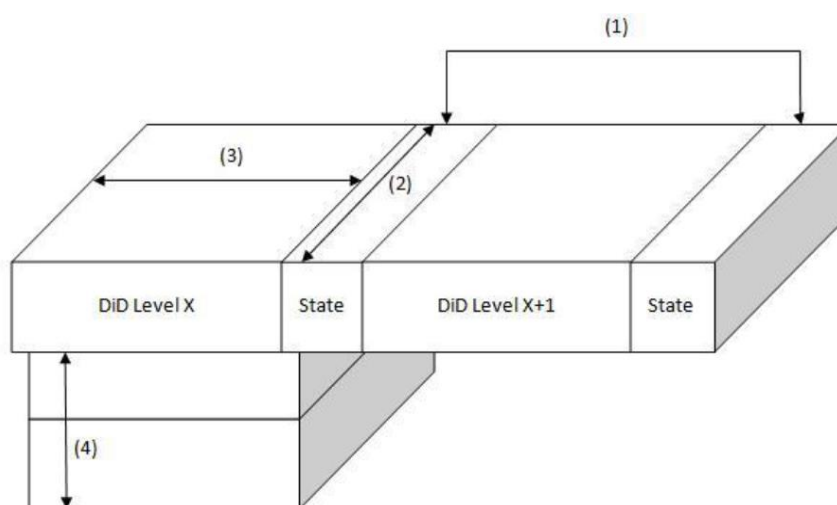 (1)
(3)
(2)
DiD Level X
State
DiD Level X+1
State
(4)